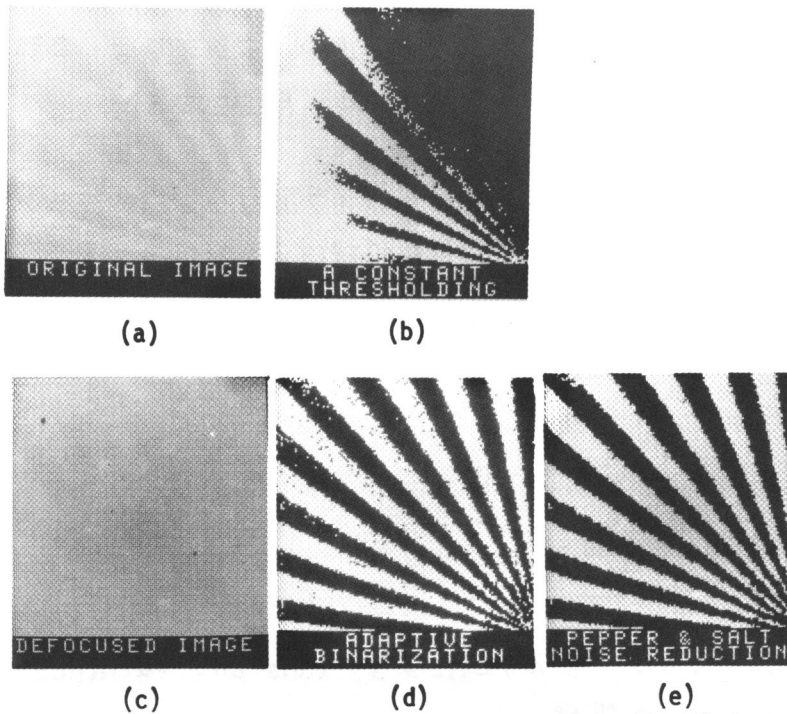 ORIGINAL IMAGE
A CONSTANT
THRESHOLDING
(a)
(b)
DEFOCUSED IMAGE
ADAPTIVE
BINARIZATION
PEPPER & SALT
NOISE REDUCTION
(c)
(d)
(e)